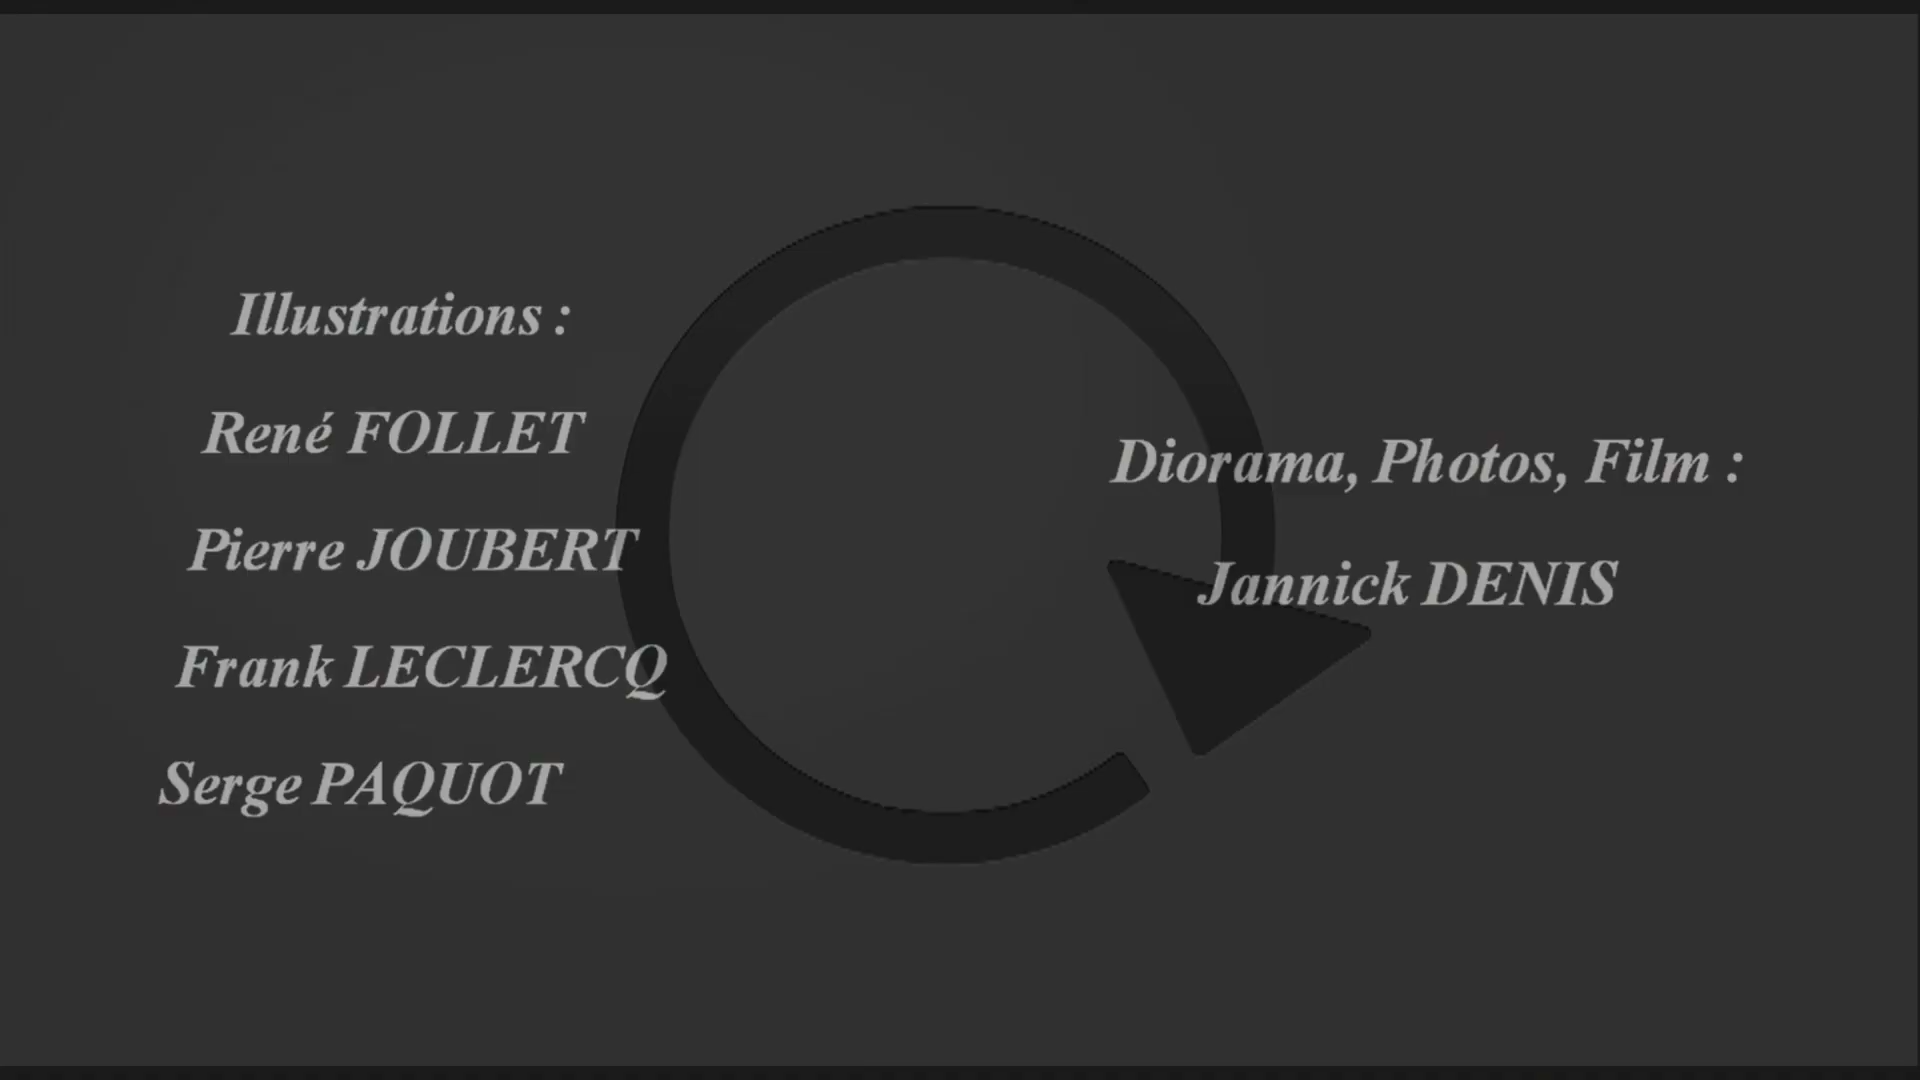 Illustrations :
René FOLLET
Pierre JOUBERT
Frank LECLERCQ
Serge PAQUOT
Diorama, Photos, Film :
Jannick DENIS